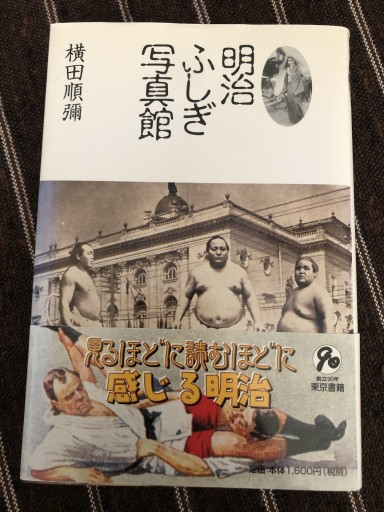 明治
ふしぎ
写真館
横田順彌
見るほどに読むほどに
感じる明治
90
創立90年
東京書籍
定価:本体1,600円(税別)